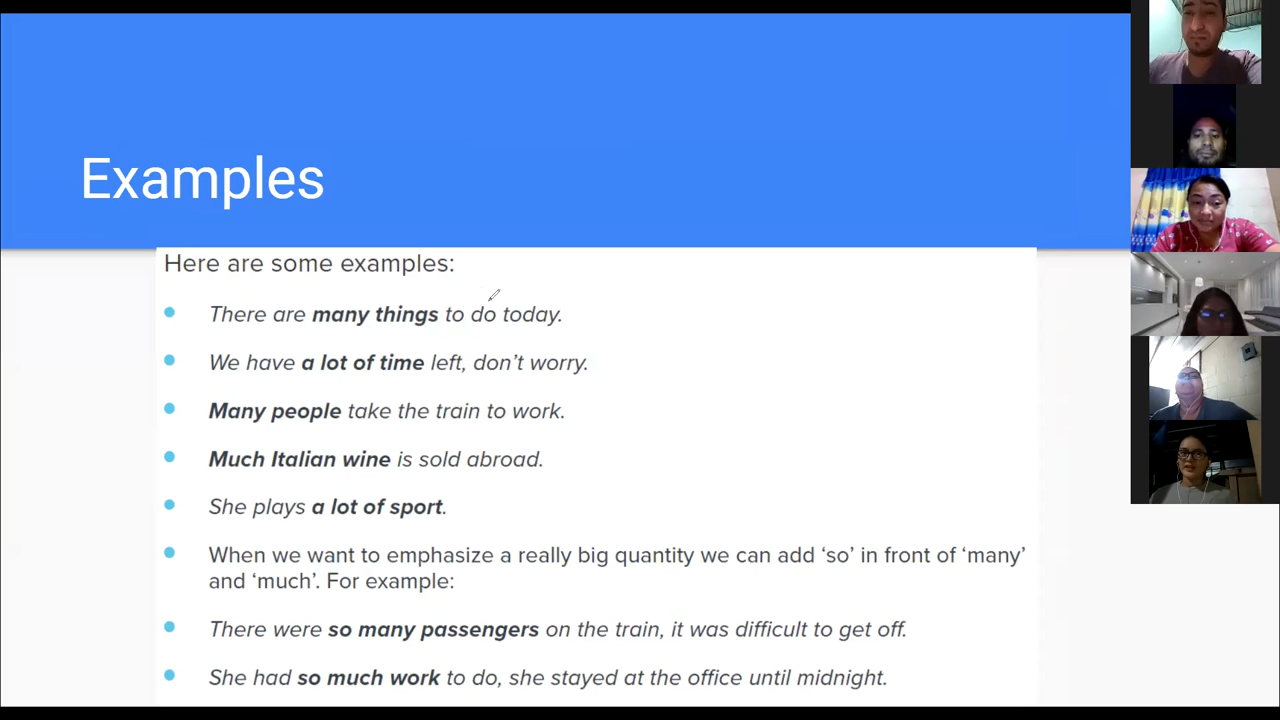 Examples
Here are some examples:
There are many things to do today.
We have a lot of time left, don’t worry.
Many people take the train to work.
Much Italian wine is sold abroad.
She plays a lot of sport.
When we want to emphasize a really big quantity we can add ‘so’ in front of ‘many’
and ‘much’. For example:
There were so many passengers on the train, it was difficult to get off.
She had so much work to do, she stayed at the office until midnight.